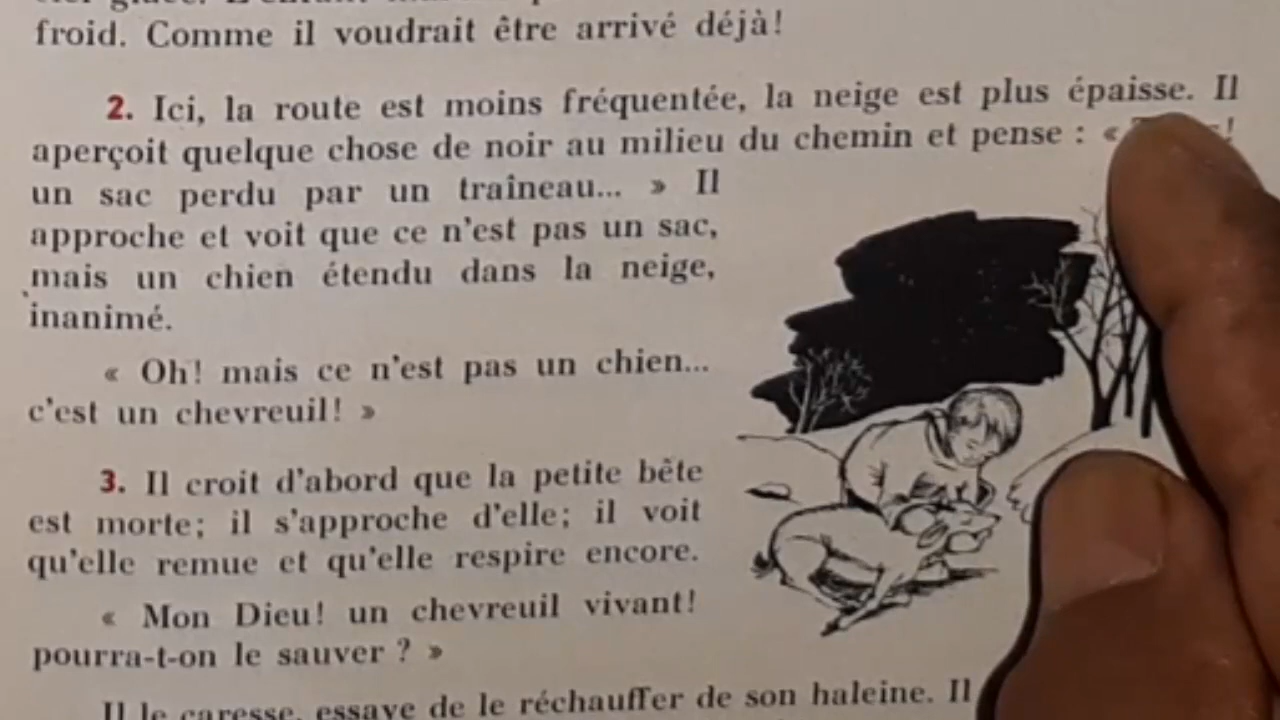 froid. Comme il voudrait être arrivé déjà!
2. Ici, la route est moins fréquentée, la neige est plus épaisse. Il
aperçoit quelque chose de noir au milieu du chemin et pense : « !
un sac perdu par un traîneau... » Il
approche et voit que ce n'est pas un sac,
mais un chien étendu dans la neige,
inanimé.
« Oh! mais ce n'est pas un chien...
c'est un chevreuil! »
3. Il croit d'abord que la petite bête
est morte; il s'approche d'elle; il voit
qu'elle remue et qu'elle respire encore.
« Mon Dieu! un chevreuil vivant!
pourra-t-on le sauver ? »
Il le caresse, essaye de le réchauffer de son haleine. Il